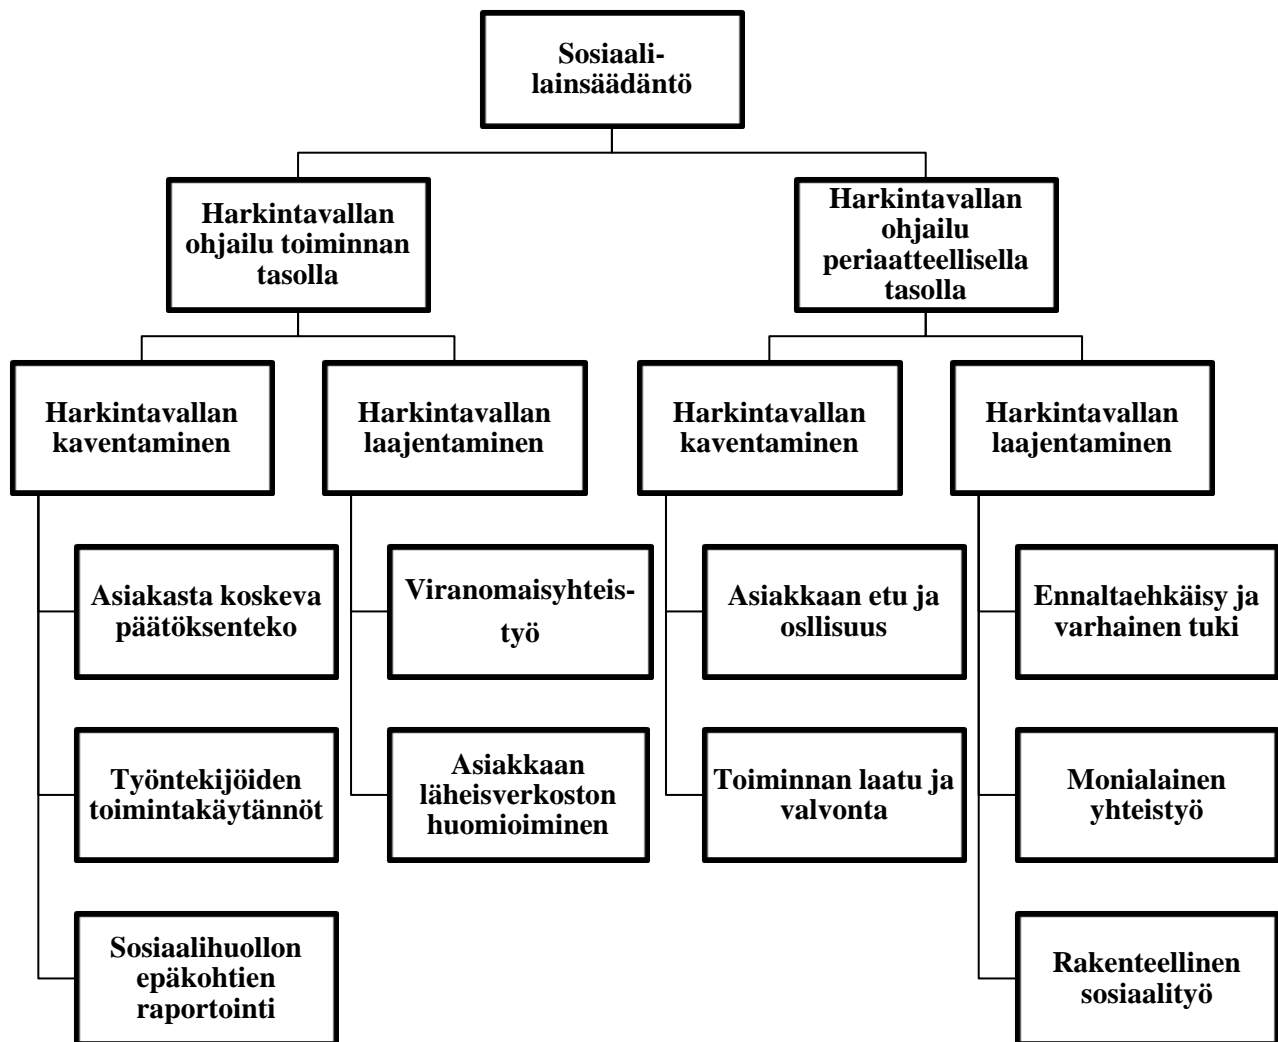 Sosiaali-
lainsäädäntö
Harkintavallan
ohjailu toiminnan
tasolla
Harkintavallan
ohjailu
periaatteellisella
tasolla
Harkintavallan
kaventaminen
Harkintavallan
laajentaminen
Harkintavallan
kaventaminen
Harkintavallan
laajentaminen
Asiakasta koskeva
päätöksenteko
Viranomaisyhteis-
työ
Asiakkaan etu ja
osllisuus
Ennaltaehkäisy ja
varhainen tuki
Työntekijöiden
toimintakäytännöt
Asiakkaan
läheisverkoston
huomioiminen
Toiminnan laatu ja
valvonta
Monialainen
yhteistyö
Sosiaalihuollon
epäkohtien
raportointi
Rakenteellinen
sosiaalityö